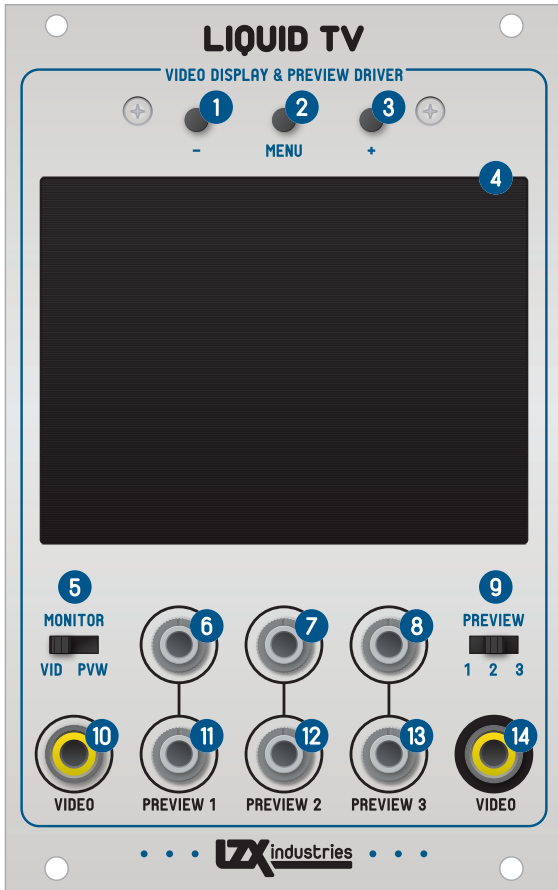 LIQUID TV
VIDEO DISPLAY & PREVIEW DRIVER
1 2 3
- MENU +
4
5 9
MONITOR 6 7 8 PREVIEW
VID PVW 1 2 3
10 11 12 13 14
VIDEO PREVIEW 1 PREVIEW 2 PREVIEW 3 VIDEO
LZX industries